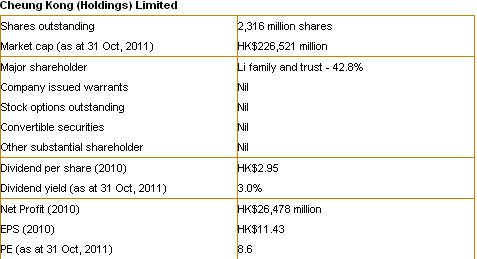 Cheung Kong (Holdings) Limited
Shares outstanding 2,316 million shares
Market cap (as at 31 Oct, 2011) HK$226,521 million
Major shareholder Li family and trust - 42.8%
Company issued warrants Nil
Stock options outstanding Nil
Convertible securities Nil
Other substantial shareholder Nil
Dividend per share (2010) HK$2.95
Dividend yield (as at 31 Oct, 2011) 3.0%
Net Profit (2010) HK$26,478 million
EPS (2010) HK$11.43
PE (as at 31 Oct, 2011) 8.6